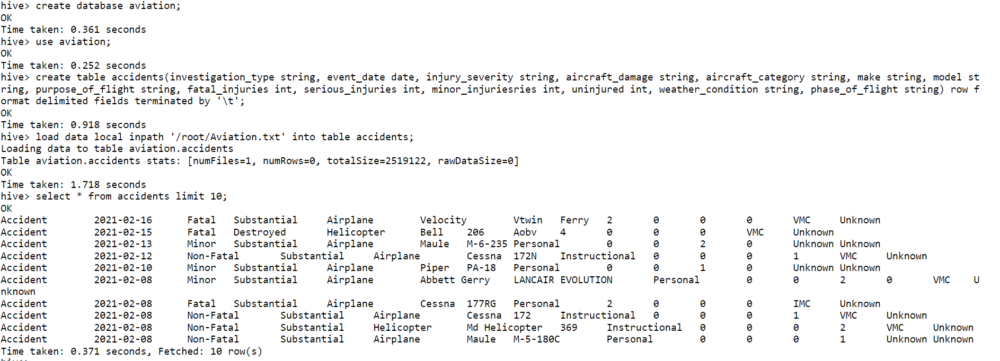 hive> create database aviation;
OK
Time taken: 0.361 seconds
hive> use aviation;
OK
Time taken: 0.252 seconds
hive> create table accidents(investigation_type string, event_date date, injury_severity string, aircraft_damage string, aircraft_category string, make string, model st
ring, purpose_of_flight string, fatal_injuries int, serious_injuries int, minor_injuriesries int, uninjured int, weather_condition string, phase_of_flight string) row f
ormat delimited fields terminated by '\t';
OK
Time taken: 0.918 seconds
hive> load data local inpath '/root/Aviation.txt' into table accidents;
Loading data to table aviation.accidents
Table aviation.accidents stats: [numFiles=1, numRows=0, totalSize=2519122, rawDataSize=0]
OK
Time taken: 1.718 seconds
hive> select * from accidents limit 10;
OK
Accident 2021-02-16 Fatal Substantial Airplane Velocity Vtwin Ferry 2 0 0 0 VMC Unknown
Accident 2021-02-15 Fatal Destroyed Helicopter Bell 206 Aobv 4 0 0 0 VMC Unknown
Accident 2021-02-13 Minor Substantial Airplane Maule M-6-235 Personal 0 0 2 0 Unknown Unknown
Accident 2021-02-12 Non-Fatal Substantial Airplane Cessna 172N Instructional 0 0 0 1 VMC Unknown
Accident 2021-02-10 Minor Substantial Airplane Piper PA-18 Personal 0 0 1 0 Unknown Unknown
Accident 2021-02-08 Minor Substantial Airplane Abbett Gerry LANCAIR EVOLUTION Personal 0 0 2 0 VMC U
nknown
Accident 2021-02-08 Fatal Substantial Airplane Cessna 177RG Personal 2 0 0 0 IMC Unknown
Accident 2021-02-08 Non-Fatal Substantial Airplane Cessna 172 Instructional 0 0 0 1 VMC Unknown
Accident 2021-02-08 Non-Fatal Substantial Helicopter Md Helicopter 369 Instructional 0 0 0 2 VMC Unknown
Accident 2021-02-08 Non-Fatal Substantial Airplane Maule M-5-180C Personal 0 0 0 1 Unknown Unknown
Time taken: 0.371 seconds, Fetched: 10 row(s)